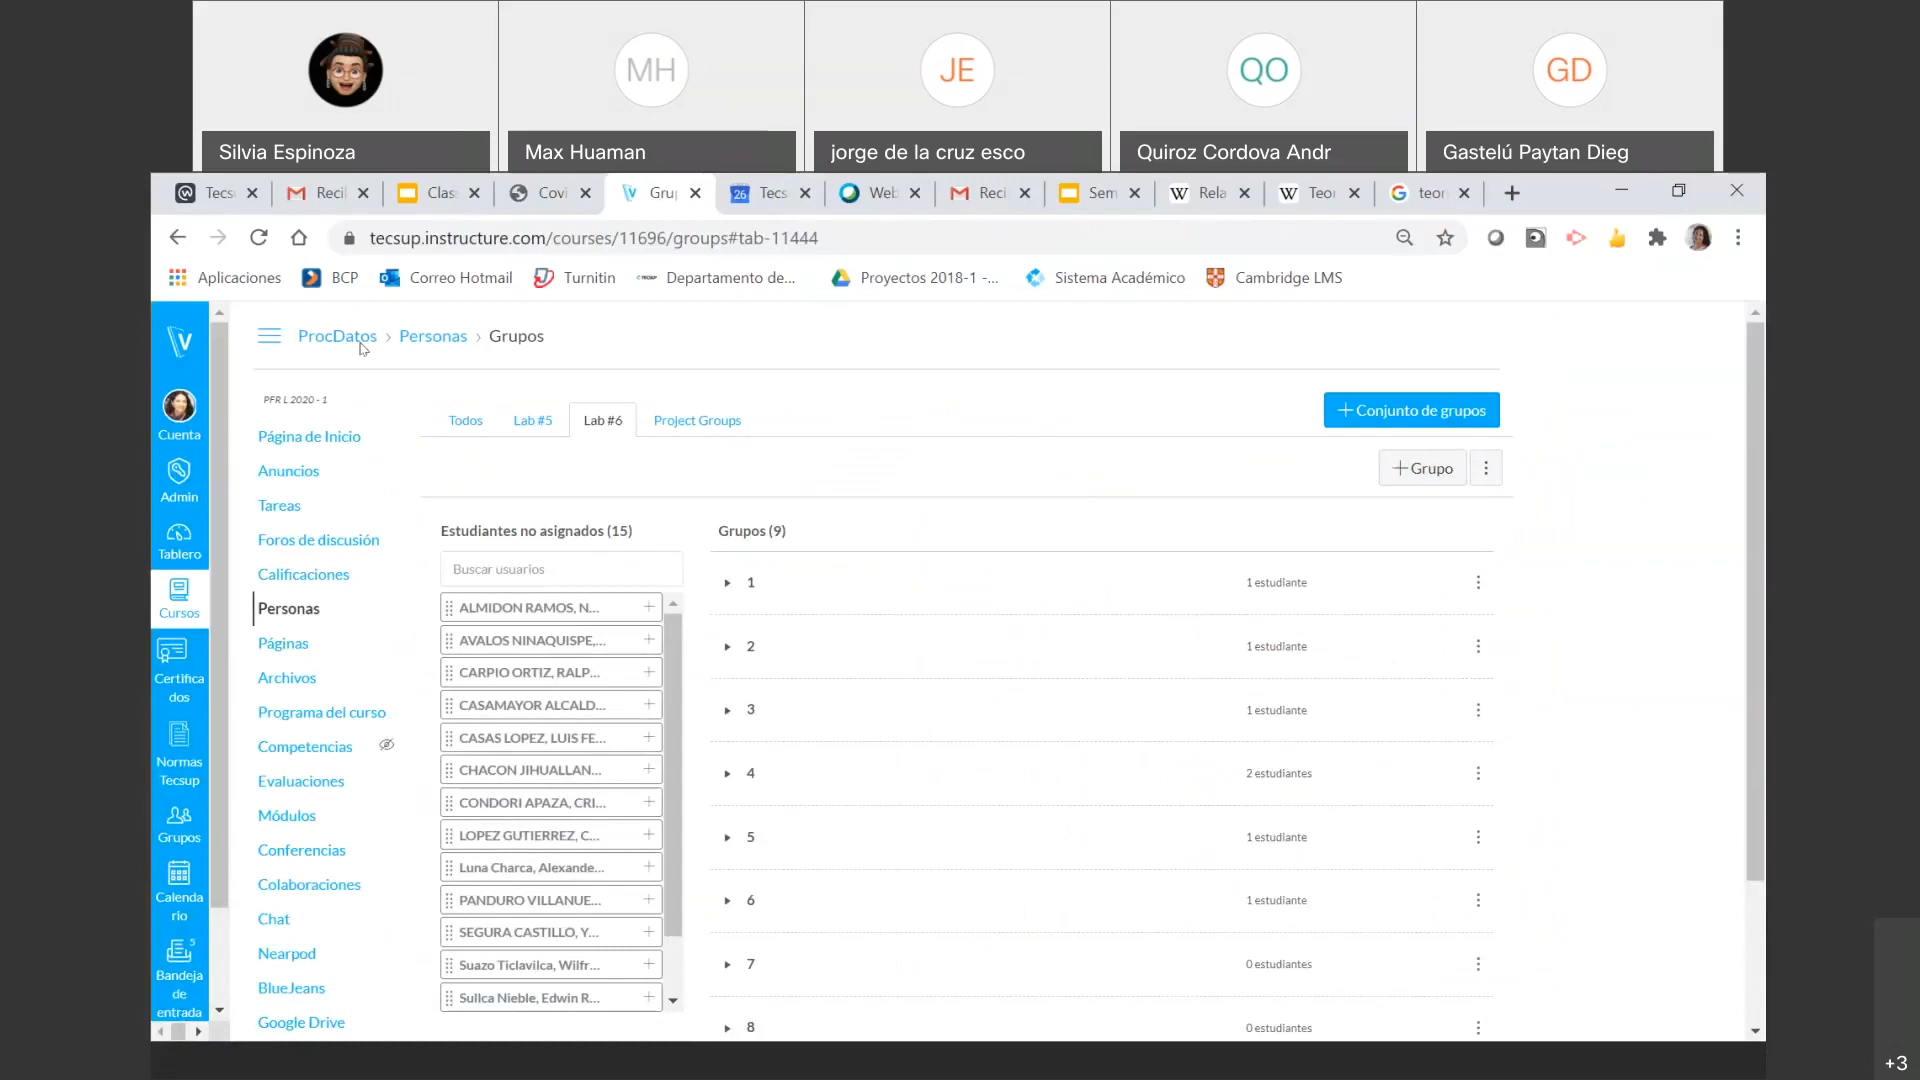 MH
JE
QO
GD
Silvia Espinoza
Max Huaman
jorge de la cruz esco
Quiroz Cordova Andr
Gastelú Paytan Dieg
Tecs
Recil
Clas
Covi
Gru
26
Tecs
Web
Reci
Sem
W
Rela
W
Teor
teor
tecsup.instructure.com/courses/11696/groups#tab-11444
Aplicaciones
BCP
Correo Hotmail
Turnitin
Departamento de...
Proyectos 2018-1 -...
Sistema Académico
Cambridge LMS
ProcDatos › Personas › Grupos
PFR L 2020 - 1
Todos
Lab #5
Lab #6
Project Groups
+ Conjunto de grupos
+ Grupo
Cuenta
Admin
Tablero
Cursos
Certifica
dos
Normas
Tecsup
Grupos
Calenda
rio
5
Bandeja
de
entrada
Página de Inicio
Anuncios
Tareas
Foros de discusión
Calificaciones
Personas
Páginas
Archivos
Programa del curso
Competencias
Evaluaciones
Módulos
Conferencias
Colaboraciones
Chat
Nearpod
BlueJeans
Google Drive
Estudiantes no asignados (15)
Buscar usuarios
ALMIDON RAMOS, N...
AVALOS NINAQUISPE,...
CARPIO ORTIZ, RALP...
CASAMAYOR ALCALD...
CASAS LOPEZ, LUIS FE...
CHACON JIHUALLAN...
CONDORI APAZA, CRI...
LOPEZ GUTIERREZ, C...
Luna Charca, Alexande...
PANDURO VILLANUE...
SEGURA CASTILLO, Y...
Suazo Ticlavilca, Wilfr...
Sullca Nieble, Edwin R...
Grupos (9)
1 1 estudiante
2 1 estudiante
3 1 estudiante
4 2 estudiantes
5 1 estudiante
6 1 estudiante
7 0 estudiantes
8 0 estudiantes
+3